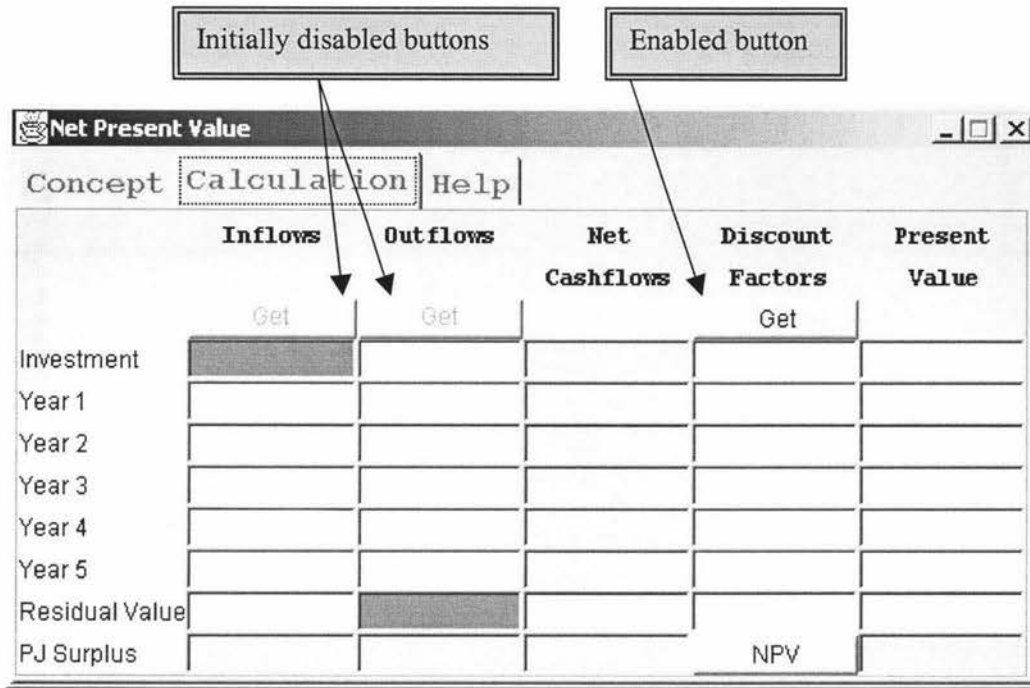 Initially disabled buttons Enabled button
Net Present Value
Concept Calculation Help
Inflows Outflows Net Discount Present
Cashflows Factors Value
Get Get Get
Investment
Year 1
Year 2
Year 3
Year 4
Year 5
Residual Value
PJ Surplus NPV